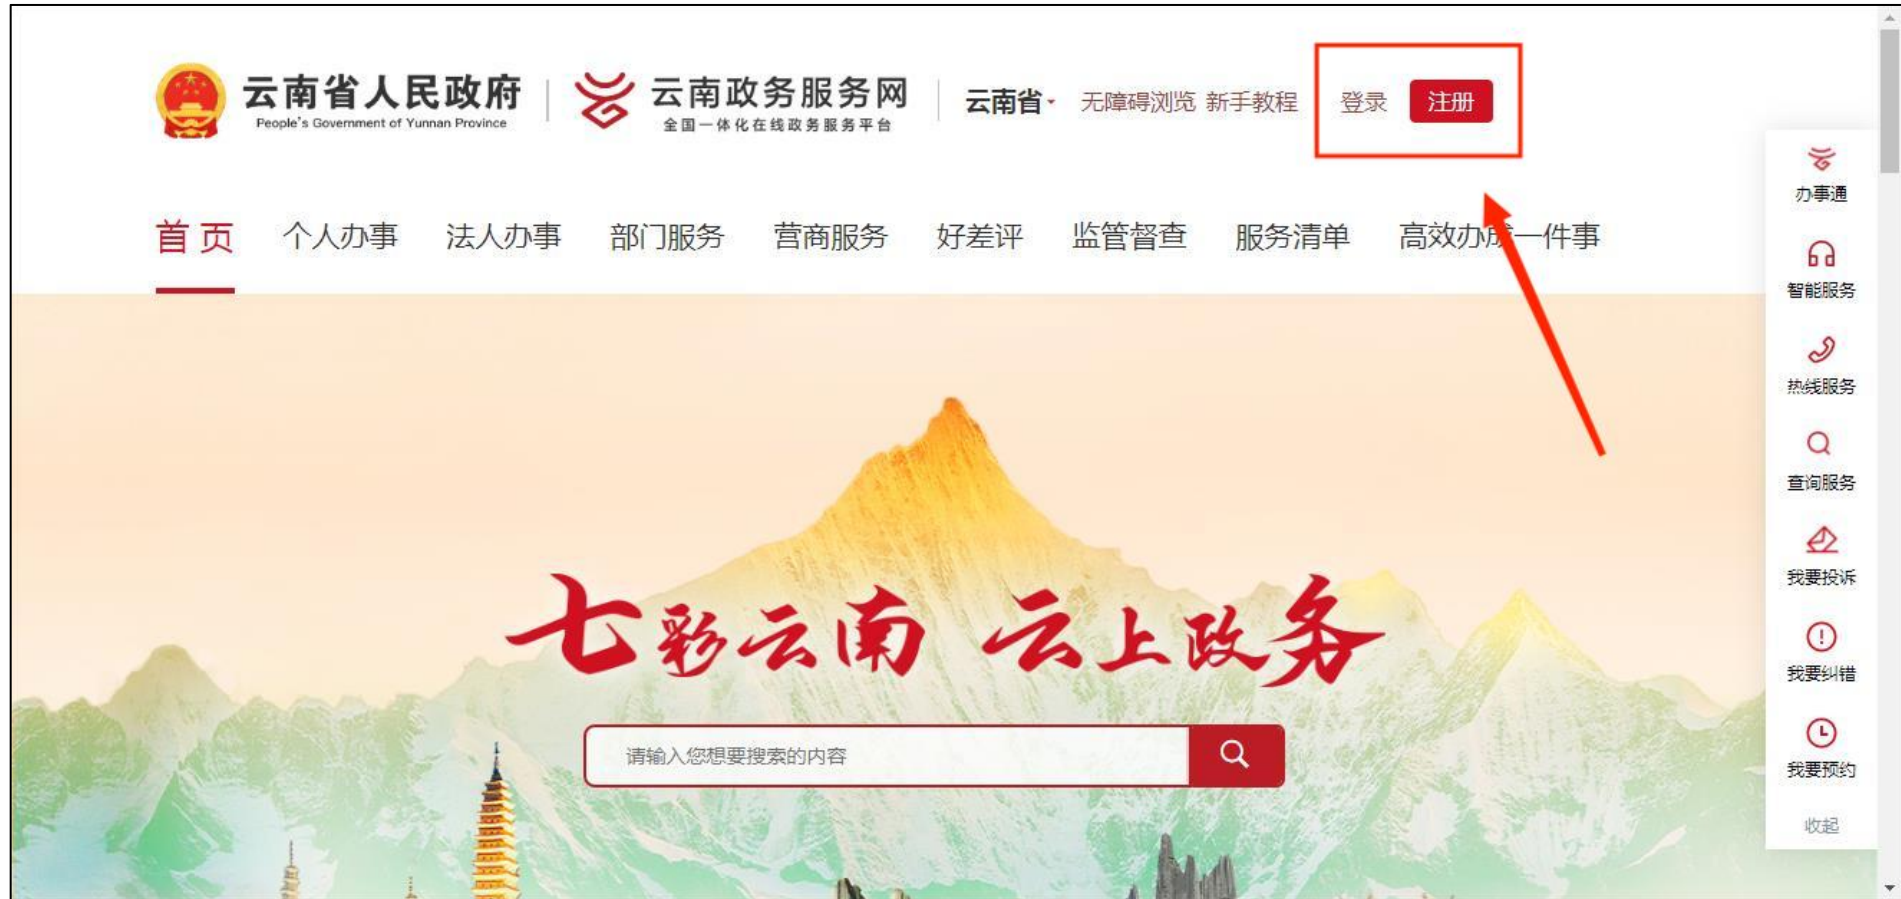 云南省人民政府
People's Government of Yunnan Province
云南政务服务网
全国一体化在线政务服务平台
云南省
无障碍浏览 新手教程
登录 注册
首页 个人办事 法人办事 部门服务 营商服务 好差评 监管督查 服务清单 高效办成一件事
七彩云南 云上政务
请输入您想要搜索的内容
办事通
智能服务
热线服务
查询服务
我要投诉
我要纠错
我要预约
收起